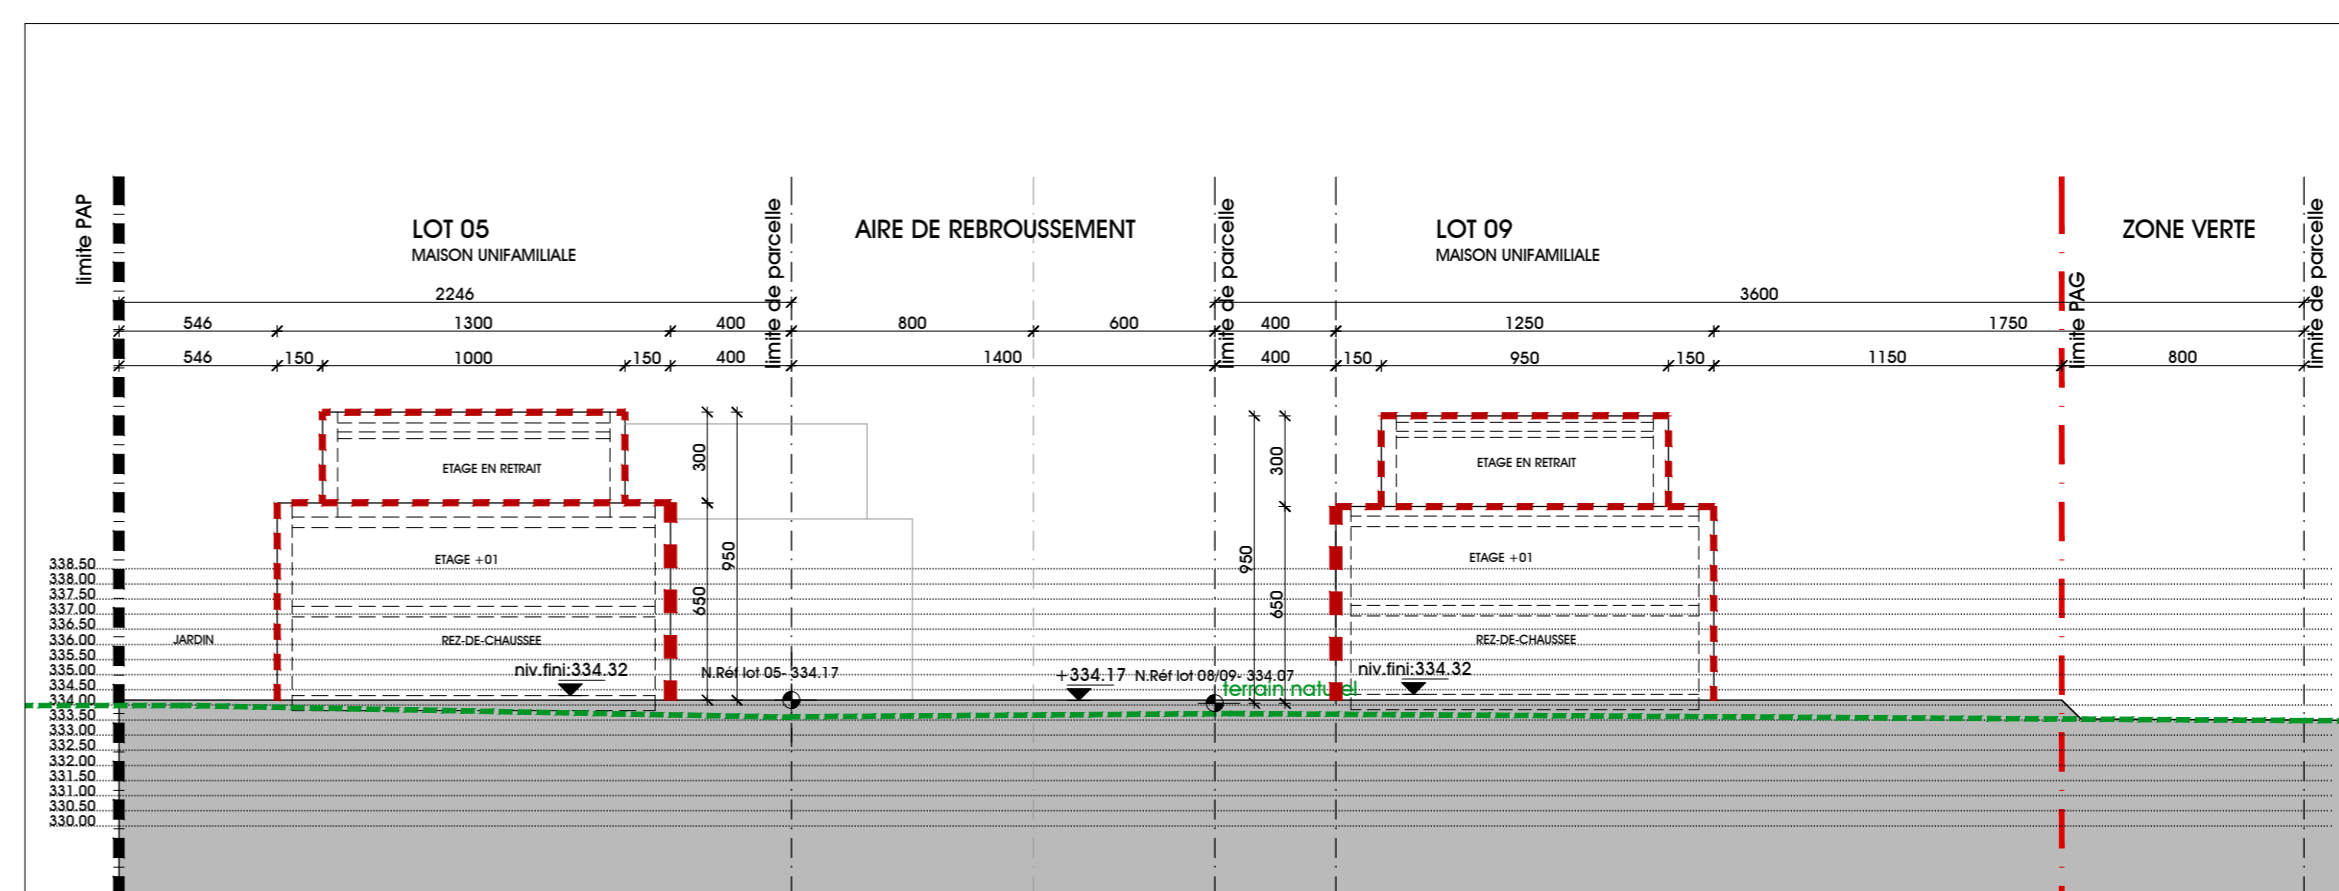 limite PAP
LOT 05
MAISON UNIFAMILIALE
limite de parcelle
AIRE DE REBROUSSEMENT
limite de parcelle
LOT 09
MAISON UNIFAMILIALE
limite PAG
ZONE VERTE
limite de parcelle
2246 3600
546 1300 400 800 600 400 1250 1750
546 150 1000 150 400 1400 400 150 950 150 1150 800
ETAGE EN RETRAIT
300
950
650
ETAGE +01
REZ-DE-CHAUSSEE
JARDIN
niv.fini:334.32
N.Réf lot 05- 334.17
+334.17
N.Réf lot 08/09- 334.07
terrain naturel
300
950
650
ETAGE EN RETRAIT
ETAGE +01
REZ-DE-CHAUSSEE
niv.fini:334.32
338.50
338.00
337.50
337.00
336.50
336.00
335.50
335.00
334.50
334.00
333.50
333.00
332.50
332.00
331.50
331.00
330.50
330.00